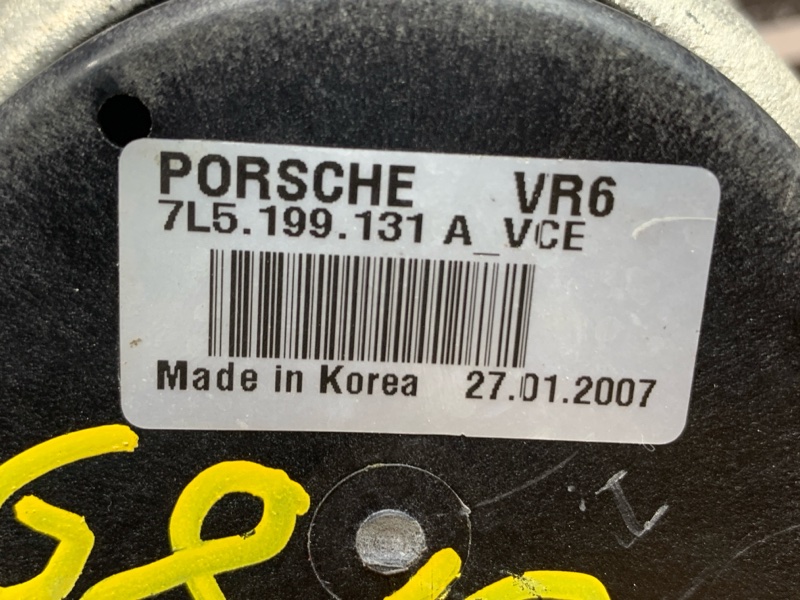 PORSCHE VR6
7L5.199.131 A_VCE
Made in Korea 27.01.2007